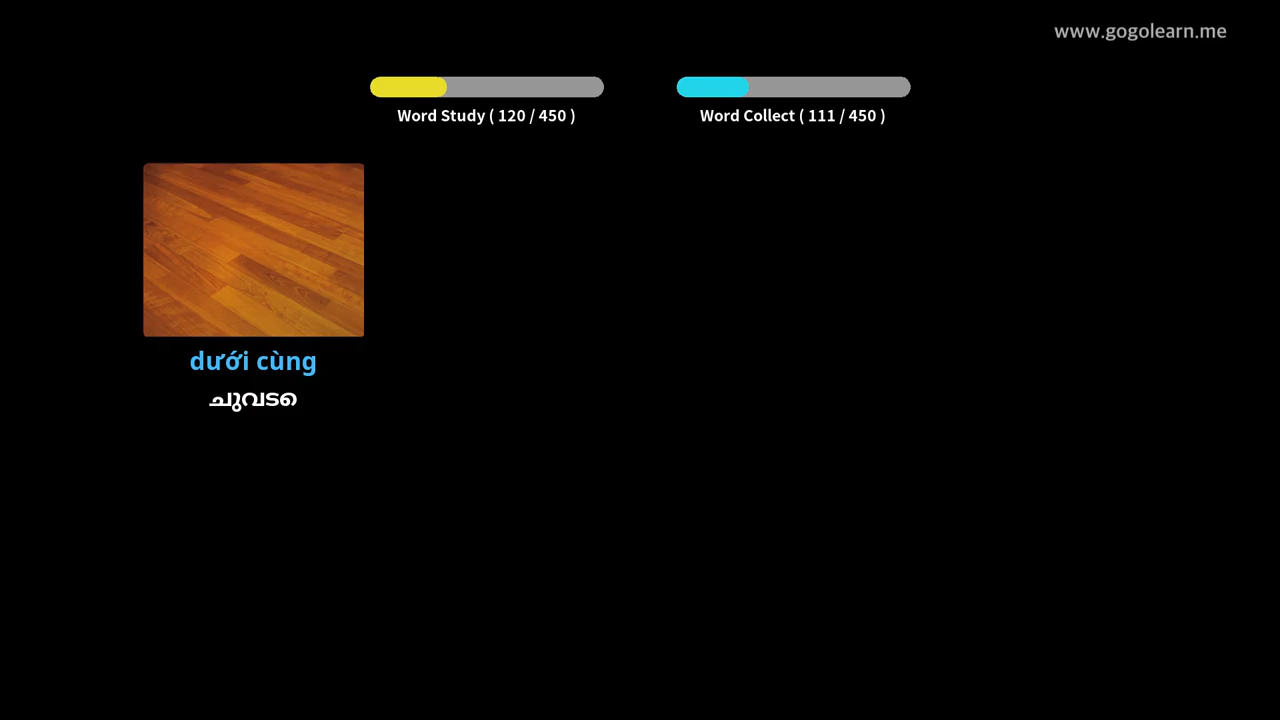 www.gogolearn.me
Word Study ( 120 / 450 )
Word Collect ( 111 / 450 )
dưới cùng
ചുവടെ